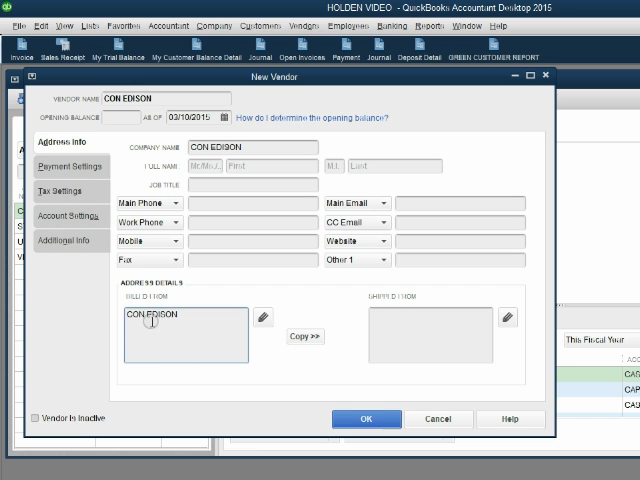 HOLDEN VIDEO - QuickBooks Accountant Desktop 2015
File Edit View Lists Favorites Accountant Company Customers Vendors Employees Banking Reports Window Help
Invoice Sales Receipt My Trial Balance My Customer Balance Detail Journal Open Invoices Payment Journal Deposit Detail GREEN CUSTOMER REPORT
New Vendor
VENDOR NAME CON EDISON
OPENING BALANCE AS OF 03/10/2015 How do I determine the opening balance?
Address Info
Payment Settings
Tax Settings
Account Settings
Additional Info
COMPANY NAME CON EDISON
FULL NAME Mr./Ms./.. First M.I. Last
JOB TITLE
Main Phone Main Email
Work Phone CC Email
Mobile Website
Fax Other 1
ADDRESS DETAILS
BILLED FROM SHIPPED FROM
CON EDISON
Copy >>
Vendor is inactive
OK Cancel Help
This Fiscal Year
ACC
CAS
CAP
CAS